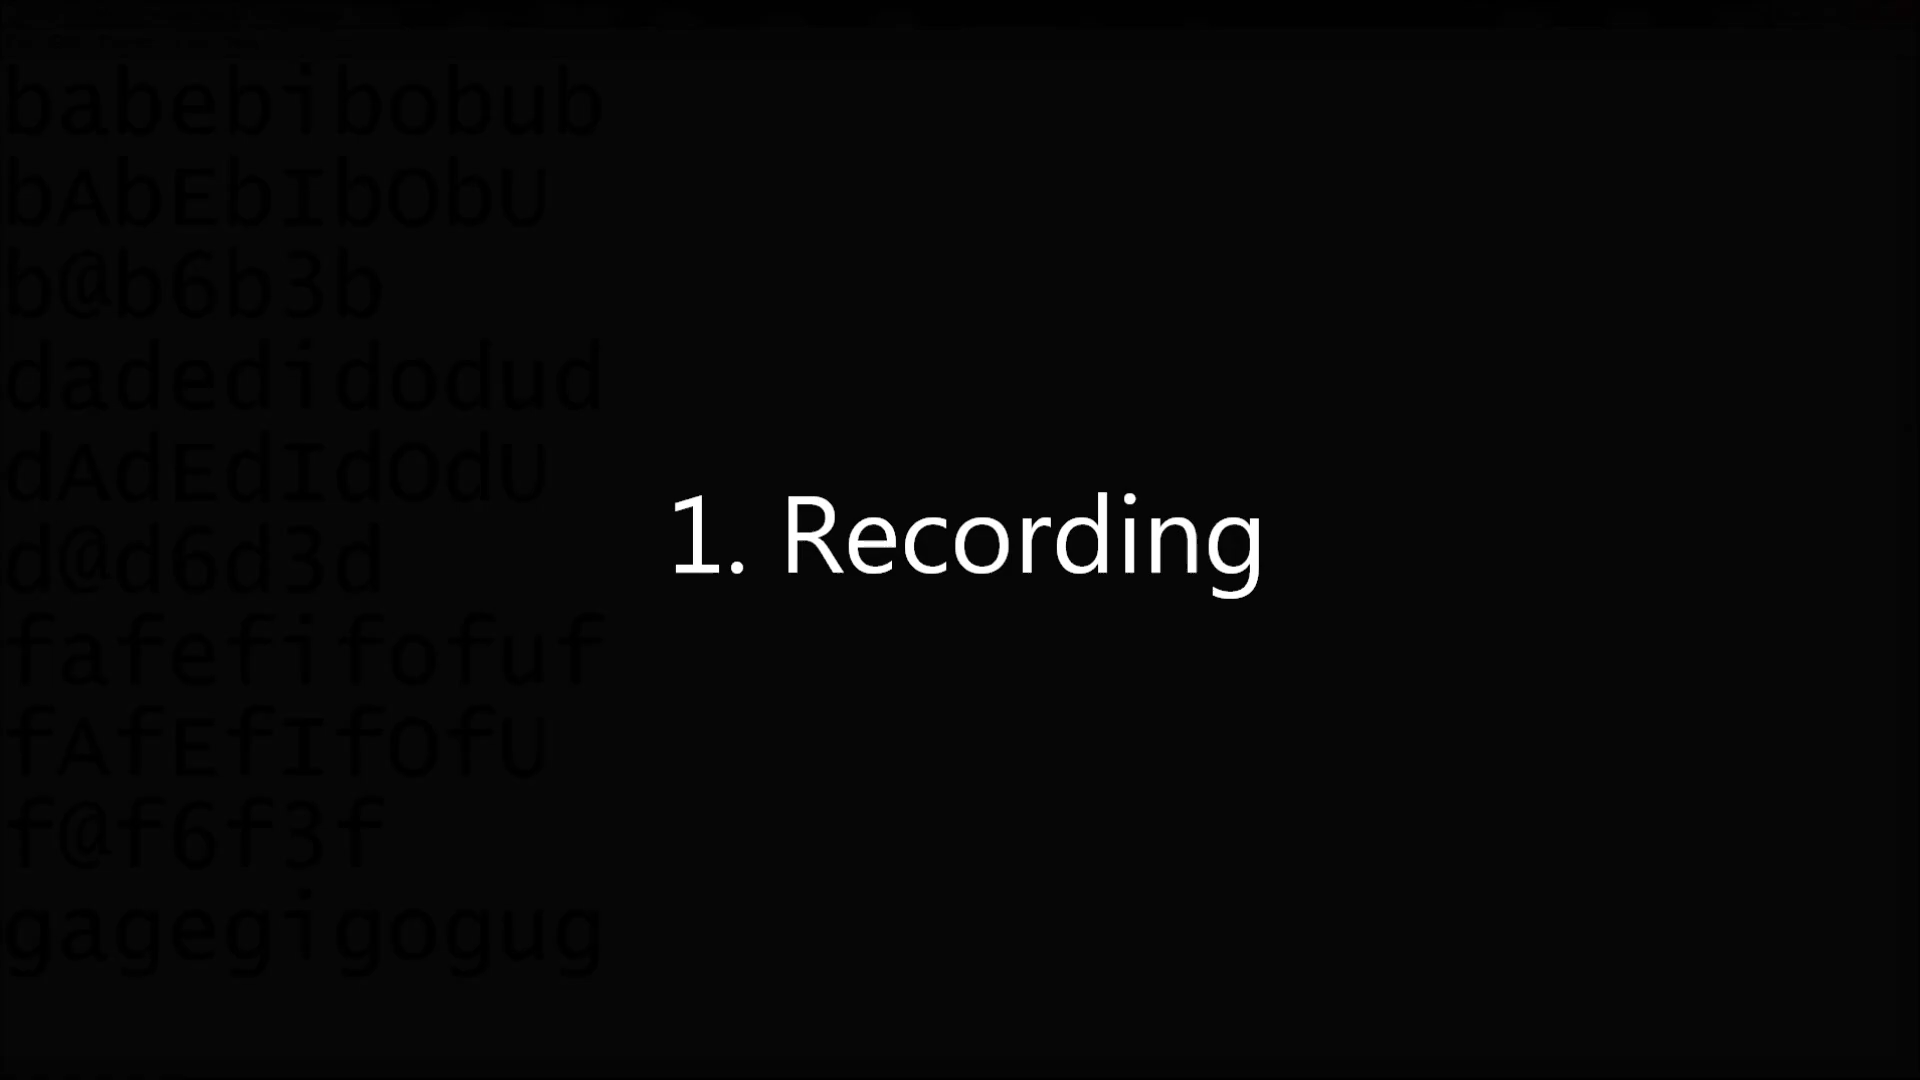 babebibobub
bAbEbIbObU
b@b6b3b
dadedidodud
dAdEdIdOdU
d@d6d3d
1. Recording
fafefifofuf
fAfEfIfOfU
f@f6f3f
gagegigogug